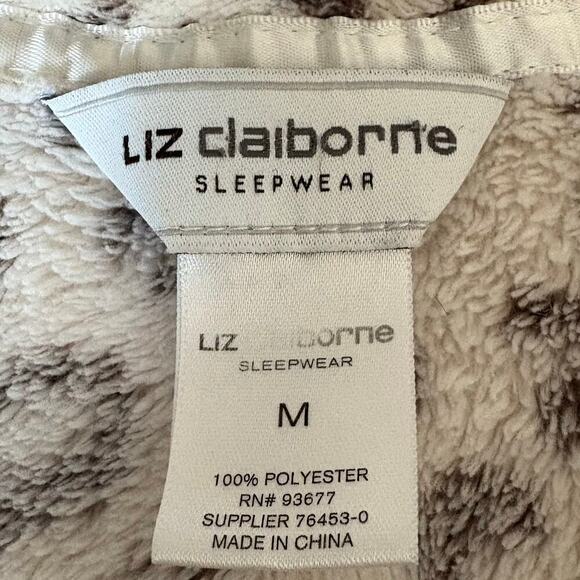 LIZ claiborne
SLEEPWEAR
LIZ claiborne
SLEEPWEAR
M
100% POLYESTER
RN# 93677
SUPPLIER 76453-0
MADE IN CHINA